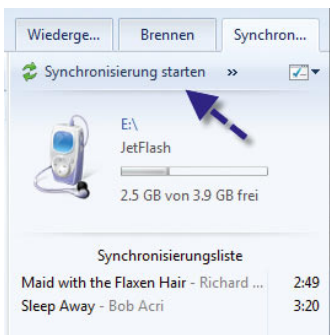 Wiederge... Brennen Synchron...
Synchronisierung starten »
E:\
JetFlash
2.5 GB von 3.9 GB frei
Synchronisierungsliste
Maid with the Flaxen Hair - Richard ... 2:49
Sleep Away - Bob Acri 3:20